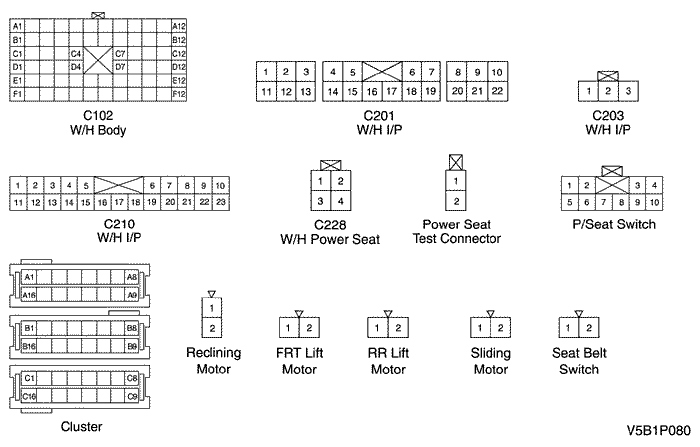 A1 A12
B1 B12
C1 C4 C7 C12
D1 D4 D7 D12
E1 E12
F1 F12
C102
W/H Body
1 2 3 4 5 6 7 8 9 10
11 12 13 14 15 16 17 18 19 20 21 22
C201
W/H I/P
1 2 3
C203
W/H I/P
1 2 3 4 5 6 7 8 9 10
11 12 13 14 15 16 17 18 22 23
C210
W/H I/P
1 2
3 4
C228
W/H Power Seat
1
2
Power Seat
Test Connector
1 2 3 4
5 6 7 8 9 10
P/Seat Switch
A1 A8
A16 A9
B1 B8
B16 B9
C1 C8
C16 C9
Cluster
1
2
Reclining
Motor
1 2
FRT Lift
Motor
1 2
RR Lift
Motor
1 2
Sliding
Motor
1 2
Seat Belt
Switch
V5B1P080